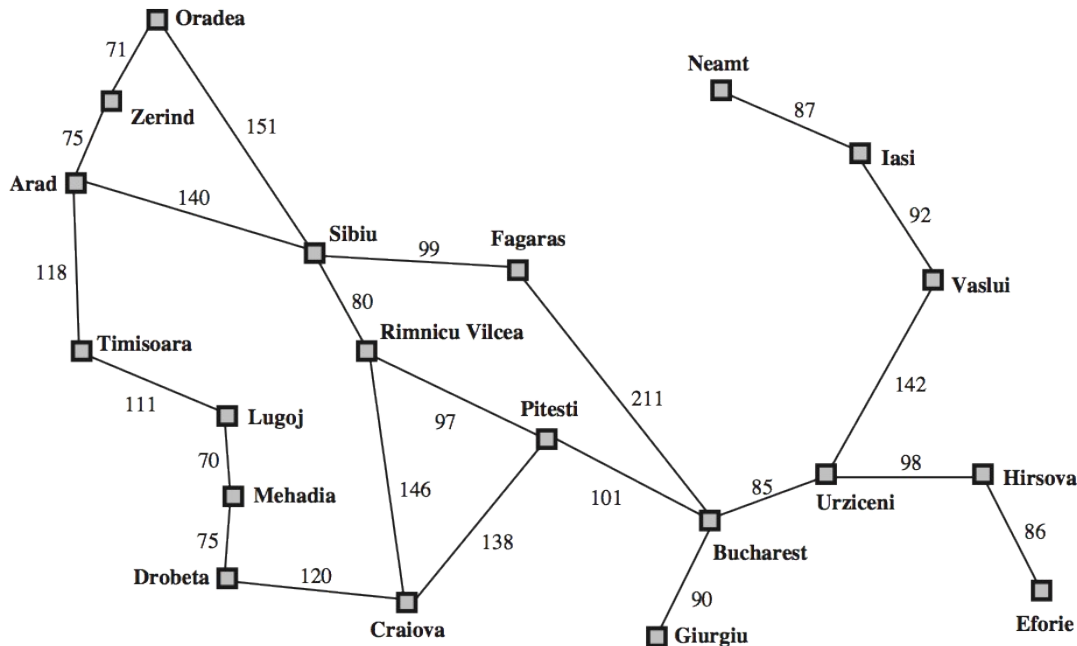 Oradea
71
Neamt
87
Zerind
151
75
Iasi
Arad
140
92
Sibiu
Fagaras
99
118
Vaslui
80
Timisoara
Rimnicu Vilcea
142
111
211
Lugoj
97
Pitesti
70
98
Hirsova
Mehadia
146
101
85
Urziceni
86
75
138
Bucharest
Drobeta
120
90
Craiova
Giurgiu
Eforie